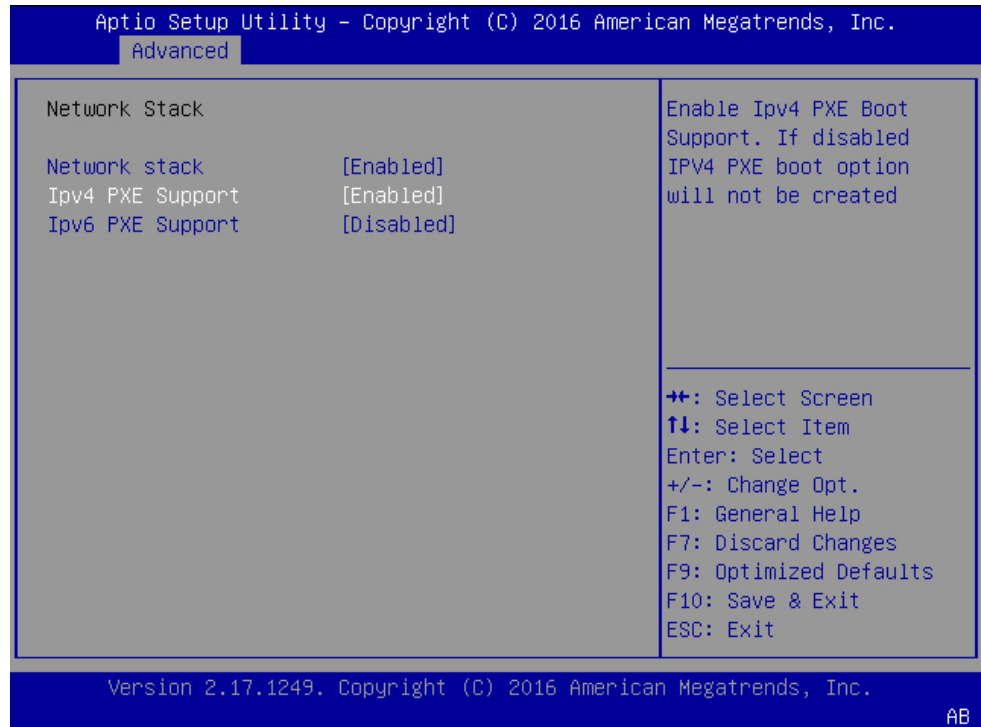 Aptio Setup Utility – Copyright (C) 2016 American Megatrends, Inc.
Advanced
Network Stack
Network stack [Enabled]
Ipv4 PXE Support [Enabled]
Ipv6 PXE Support [Disabled]
Enable Ipv4 PXE Boot
Support. If disabled
IPV4 PXE boot option
will not be created
→←: Select Screen
↑↓: Select Item
Enter: Select
+/-: Change Opt.
F1: General Help
F7: Discard Changes
F9: Optimized Defaults
F10: Save & Exit
ESC: Exit
Version 2.17.1249. Copyright (C) 2016 American Megatrends, Inc.
AB